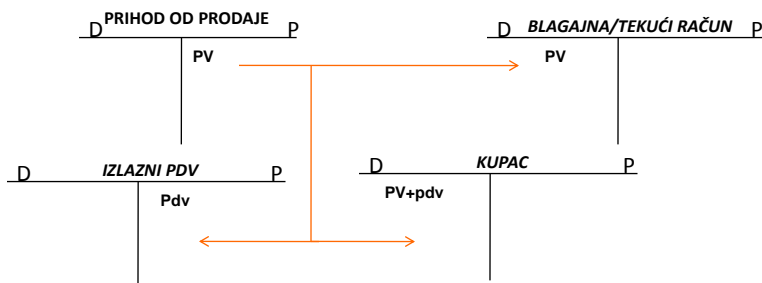 D PRIHOD OD PRODAJE P
PV
D BLAGAJNA/TEKUĆI RAČUN P
PV
D IZLAZNI PDV P
Pdv
D KUPAC P
PV+pdv